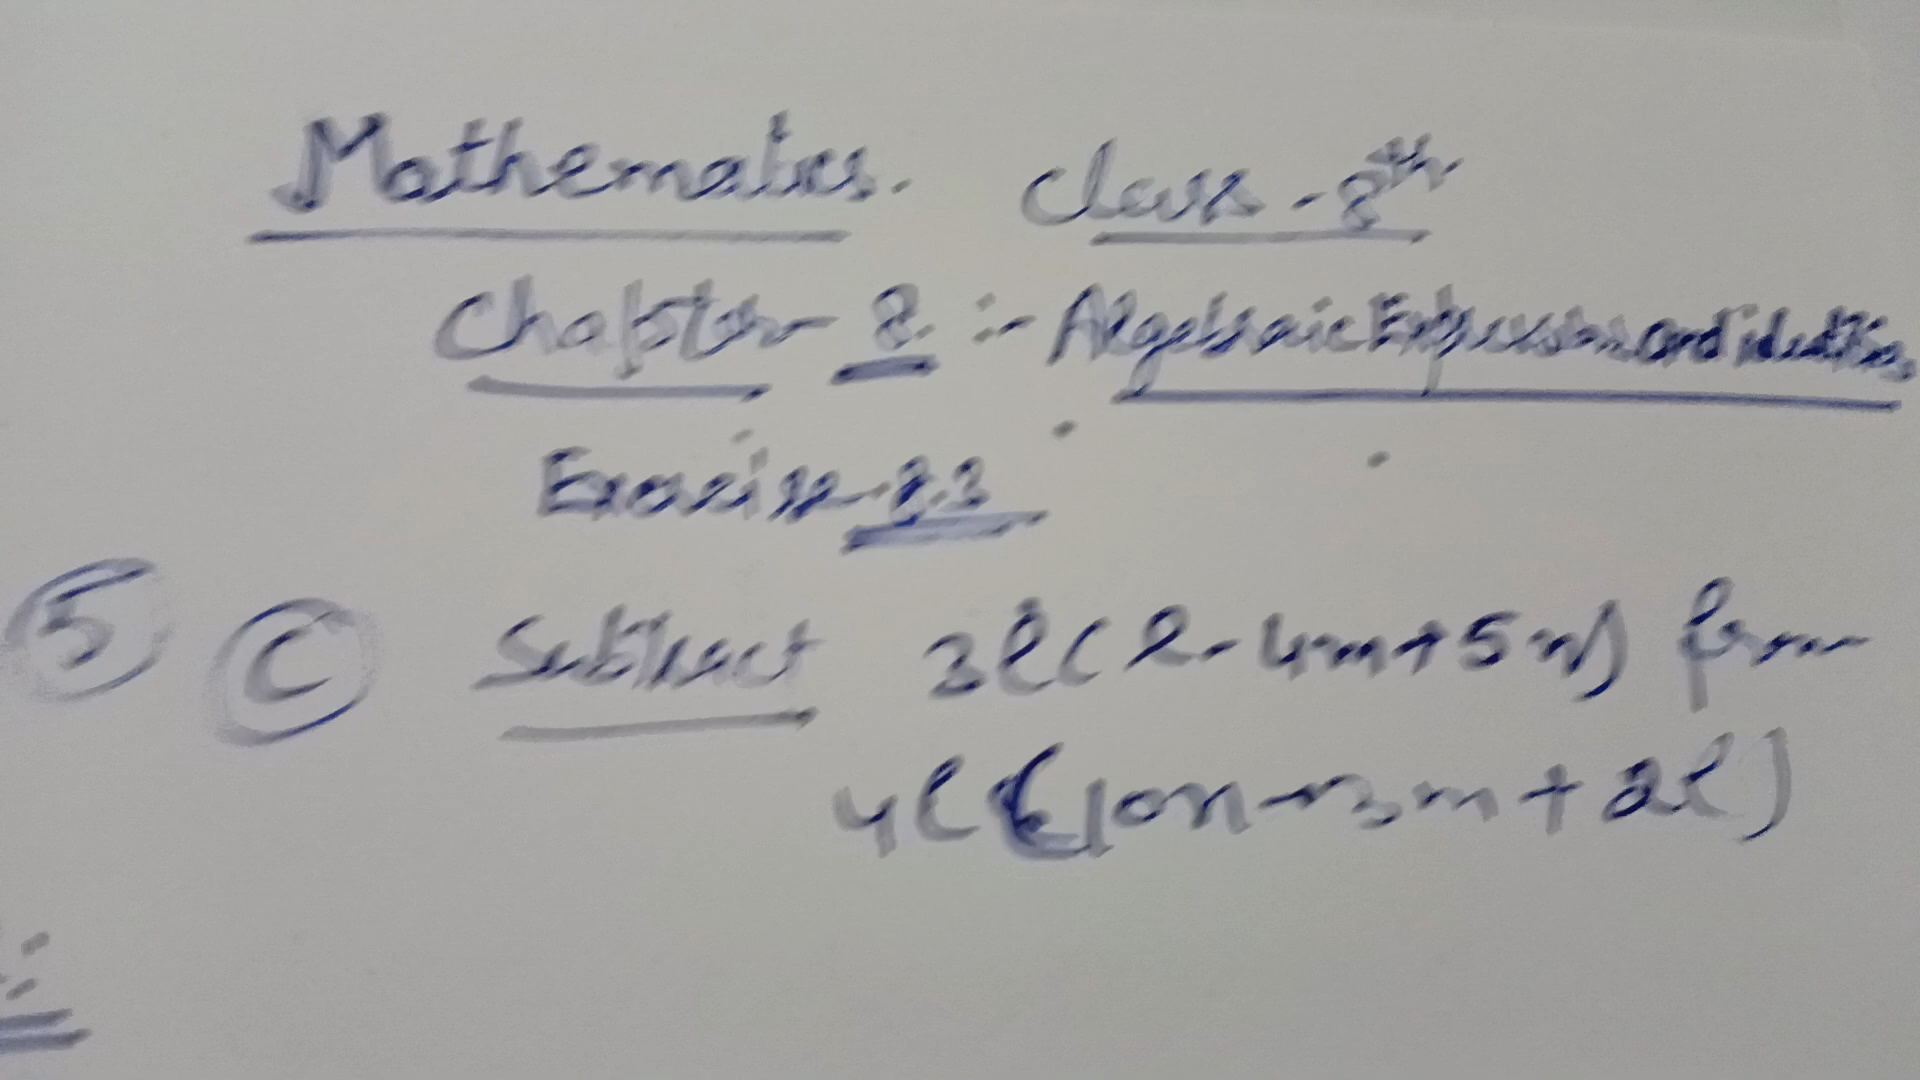 Mathematics. Class - 8th.
Chapter 8 :- Algebraic Expression and identities
Exercise - 8.3
5 C Subtract 3l(l - 4m + 5n) from
4l(10n - 3m + 2l)